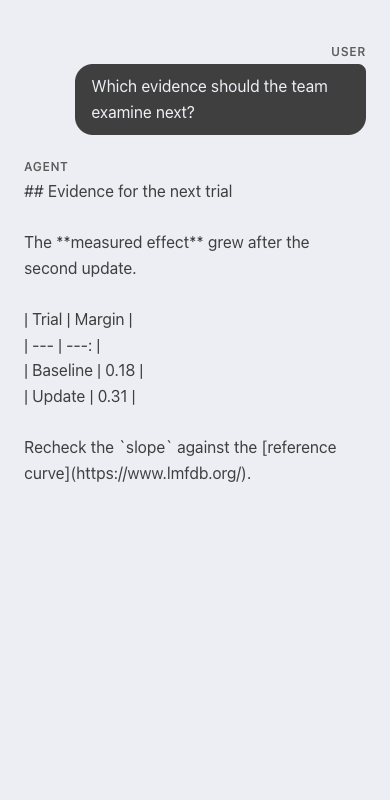 USER
Which evidence should the team
examine next?
AGENT
## Evidence for the next trial
The **measured effect** grew after the
second update.
| Trial | Margin |
| --- | ---: |
| Baseline | 0.18 |
| Update | 0.31 |
Recheck the `slope` against the [reference
curve](https://www.lmfdb.org/).